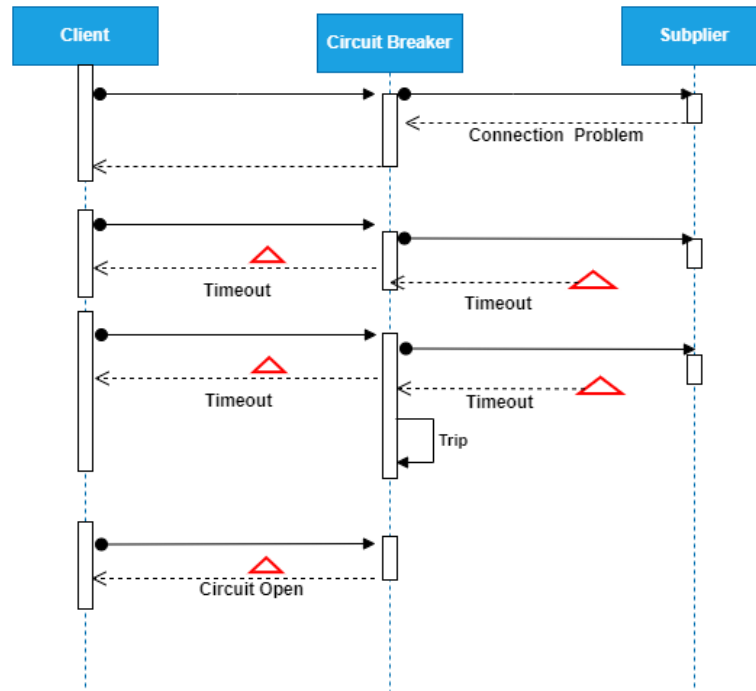 Client
Circuit Breaker
Subplier
Connection Problem
Timeout
Timeout
Timeout
Timeout
Trip
Circuit Open